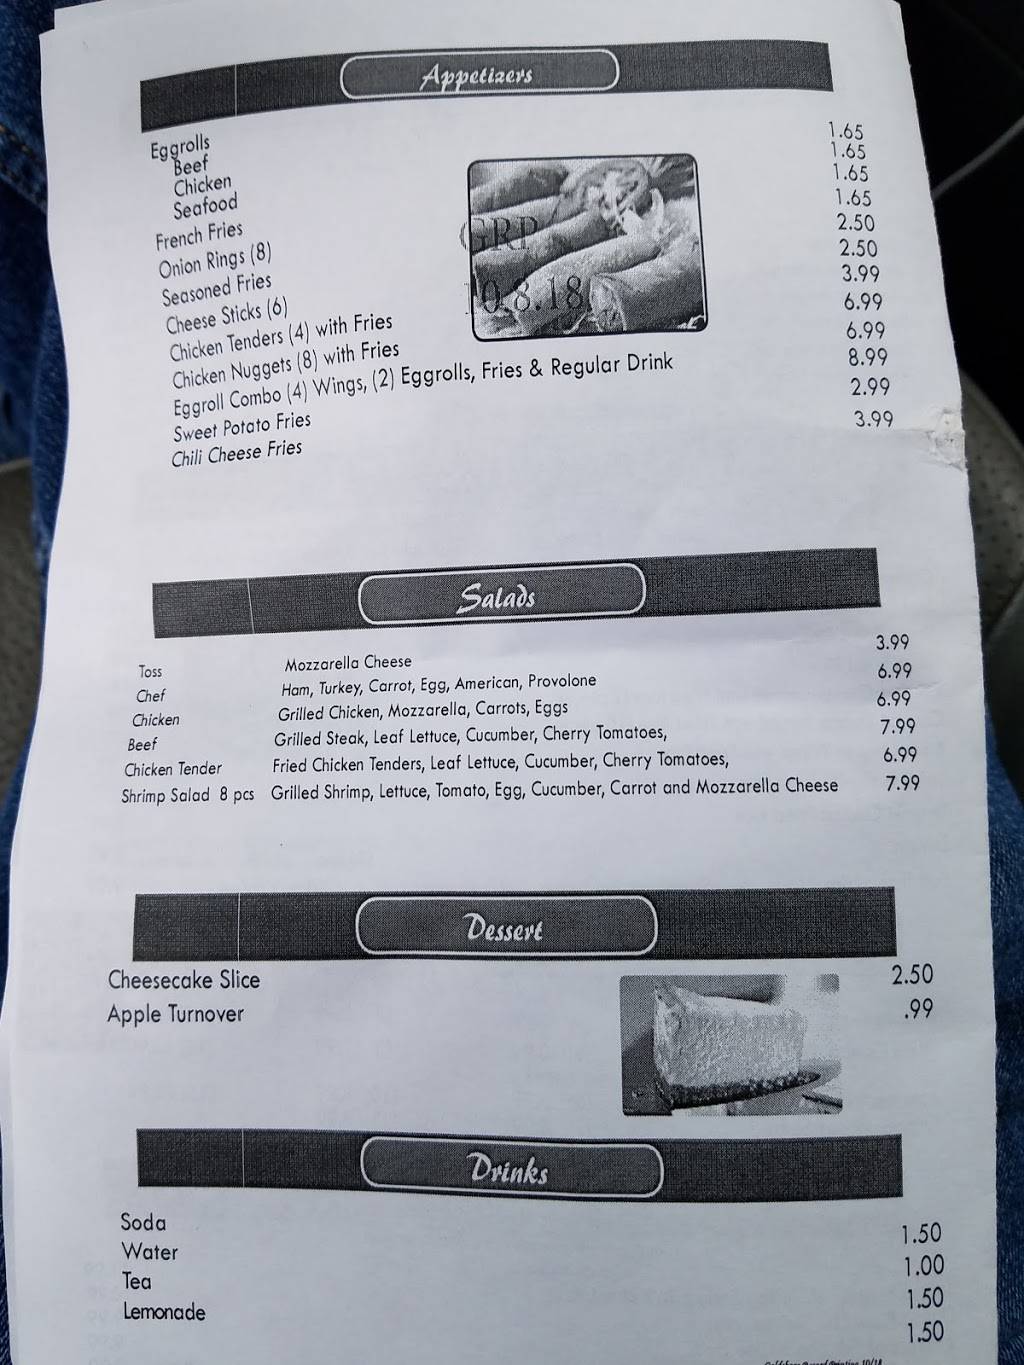 Appetizers
Eggrolls
Beef 1.65
Chicken 1.65
Seafood 1.65
French Fries 1.65
Onion Rings (8) 2.50
Seasoned Fries 2.50
Cheese Sticks (6) 3.99
Chicken Tenders (4) with Fries 6.99
Chicken Nuggets (8) with Fries 6.99
Eggroll Combo (4) Wings, (2) Eggrolls, Fries & Regular Drink 8.99
Sweet Potato Fries 2.99
Chili Cheese Fries 3.99
GRP
10.8.18
Salads
Toss Mozzarella Cheese 3.99
Chef Ham, Turkey, Carrot, Egg, American, Provolone 6.99
Chicken Grilled Chicken, Mozzarella, Carrots, Eggs 6.99
Beef Grilled Steak, Leaf Lettuce, Cucumber, Cherry Tomatoes, 7.99
Chicken Tender Fried Chicken Tenders, Leaf Lettuce, Cucumber, Cherry Tomatoes, 6.99
Shrimp Salad 8 pcs Grilled Shrimp, Lettuce, Tomato, Egg, Cucumber, Carrot and Mozzarella Cheese 7.99
Dessert
Cheesecake Slice 2.50
Apple Turnover .99
Drinks
Soda 1.50
Water 1.00
Tea 1.50
Lemonade 1.50
10/18